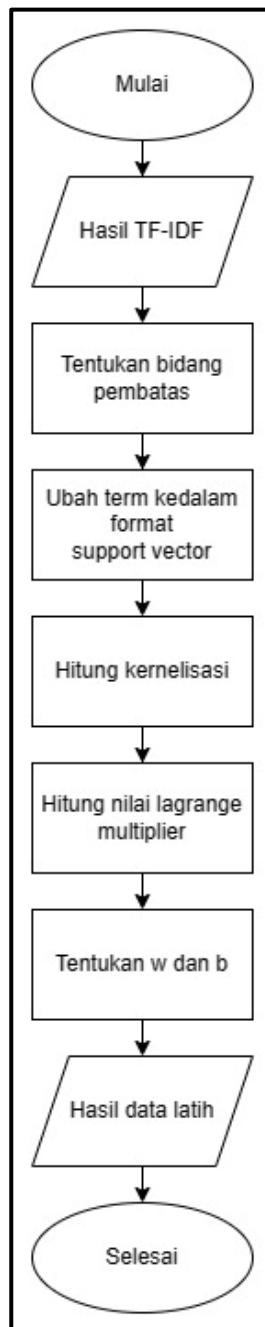 Mulai
Hasil TF-IDF
Tentukan bidang
pembatas
Ubah term kedalam
format
support vector
Hitung kernelisasi
Hitung nilai lagrange
multiplier
Tentukan w dan b
Hasil data latih
Selesai